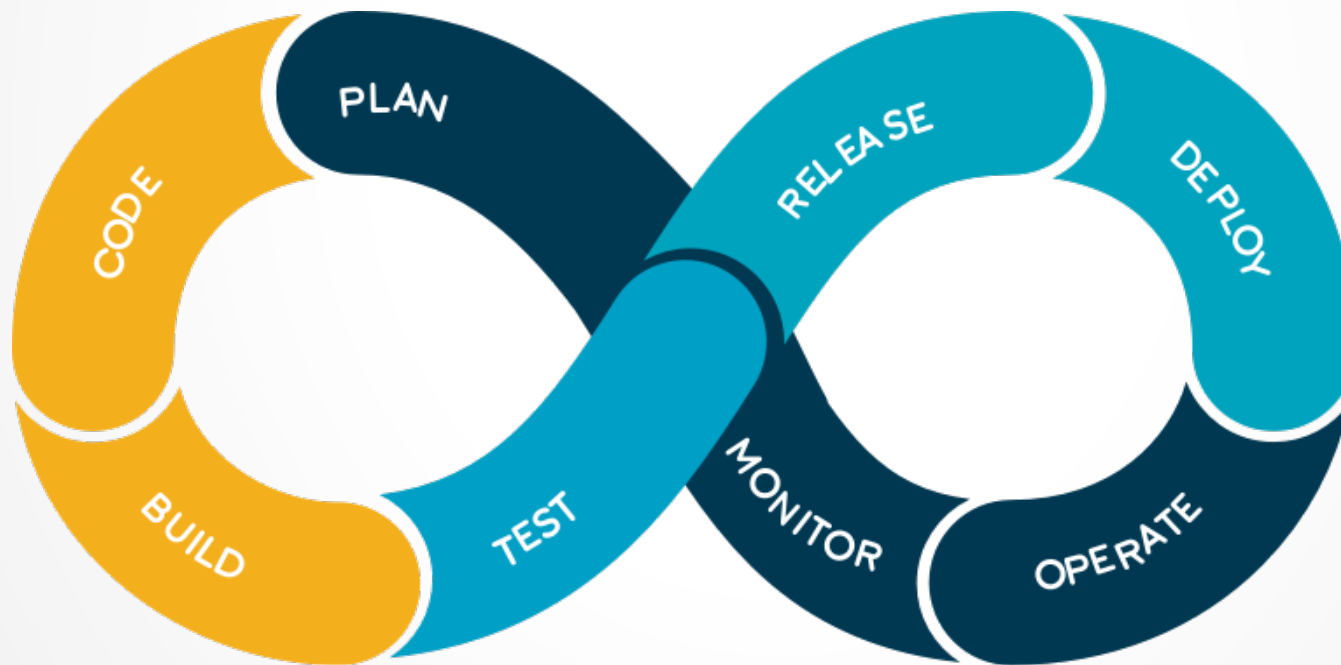 PLAN
CODE
BUILD
TEST
RELEASE
DEPLOY
OPERATE
MONITOR